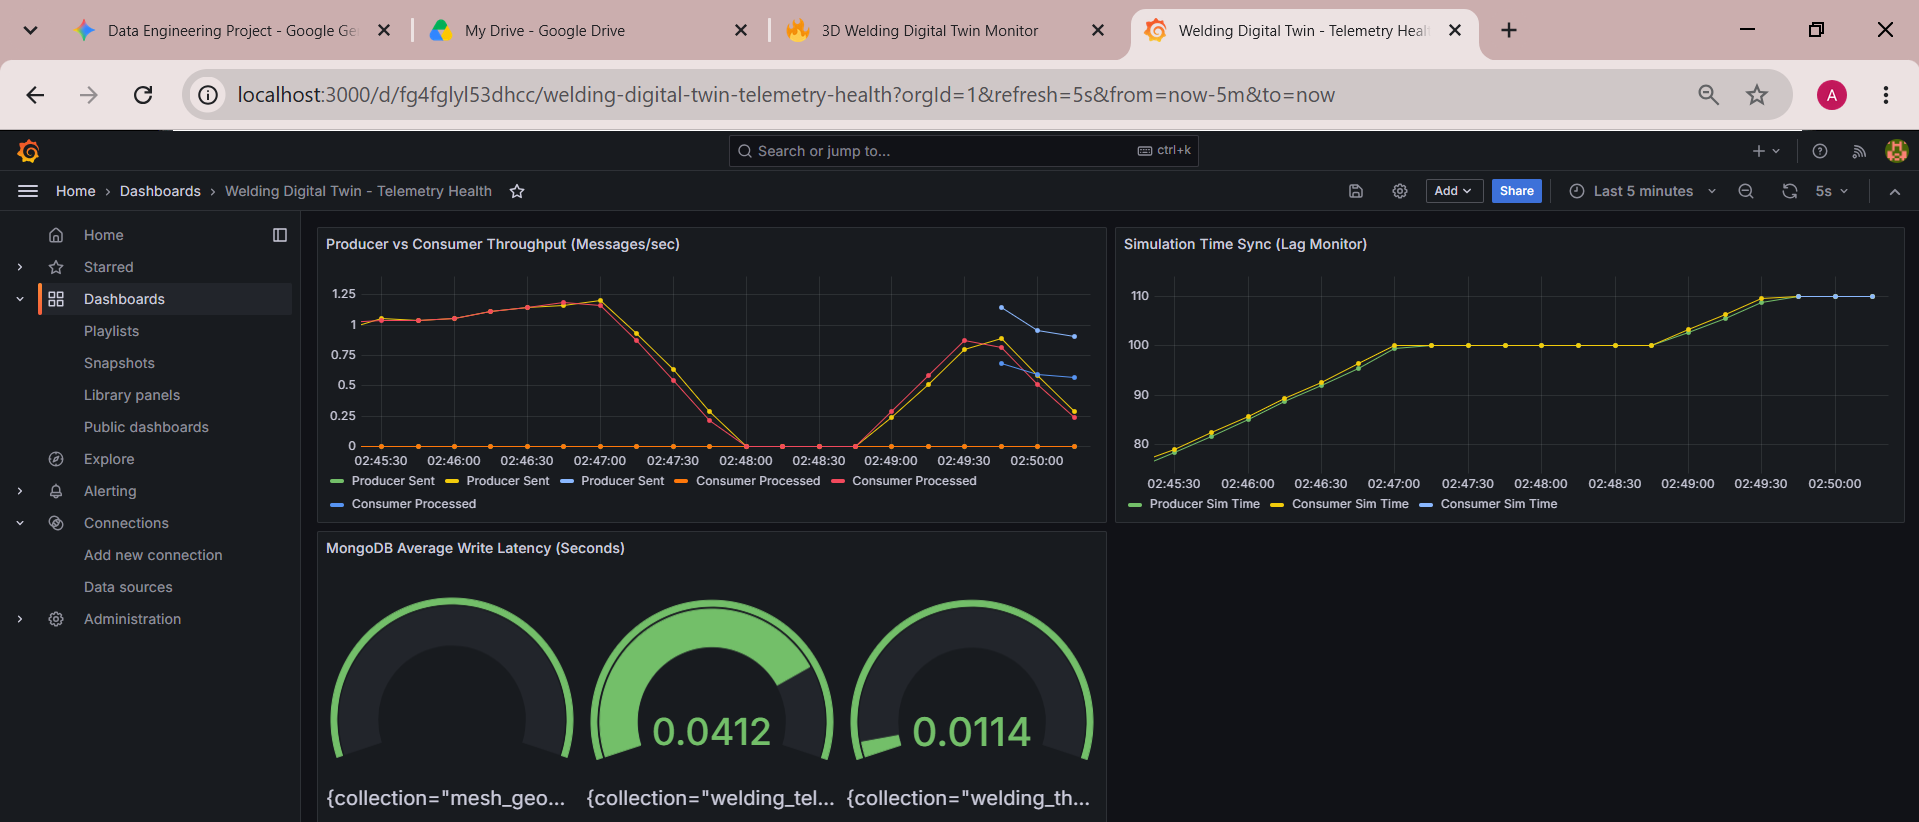 Data Engineering Project - Google Ge
My Drive - Google Drive
3D Welding Digital Twin Monitor
Welding Digital Twin - Telemetry Heal
localhost:3000/d/fg4fglyl53dhcc/welding-digital-twin-telemetry-health?orgId=1&refresh=5s&from=now-5m&to=now
A
Search or jump to...
ctrl+k
Home › Dashboards › Welding Digital Twin - Telemetry Health
Add
Share
Last 5 minutes
5s
Home
Starred
Dashboards
Playlists
Snapshots
Library panels
Public dashboards
Explore
Alerting
Connections
Add new connection
Data sources
Administration
Producer vs Consumer Throughput (Messages/sec)
1.25
1
0.75
0.5
0.25
0
02:45:30 02:46:00 02:46:30 02:47:00 02:47:30 02:48:00 02:48:30 02:49:00 02:49:30 02:50:00
Producer Sent Producer Sent Producer Sent Consumer Processed Consumer Processed
Consumer Processed
Simulation Time Sync (Lag Monitor)
110
100
90
80
02:45:30 02:46:00 02:46:30 02:47:00 02:47:30 02:48:00 02:48:30 02:49:00 02:49:30 02:50:00
Producer Sim Time Consumer Sim Time Consumer Sim Time
MongoDB Average Write Latency (Seconds)
0.0412
0.0114
{collection="mesh_geo... {collection="welding_tel... {collection="welding_th...